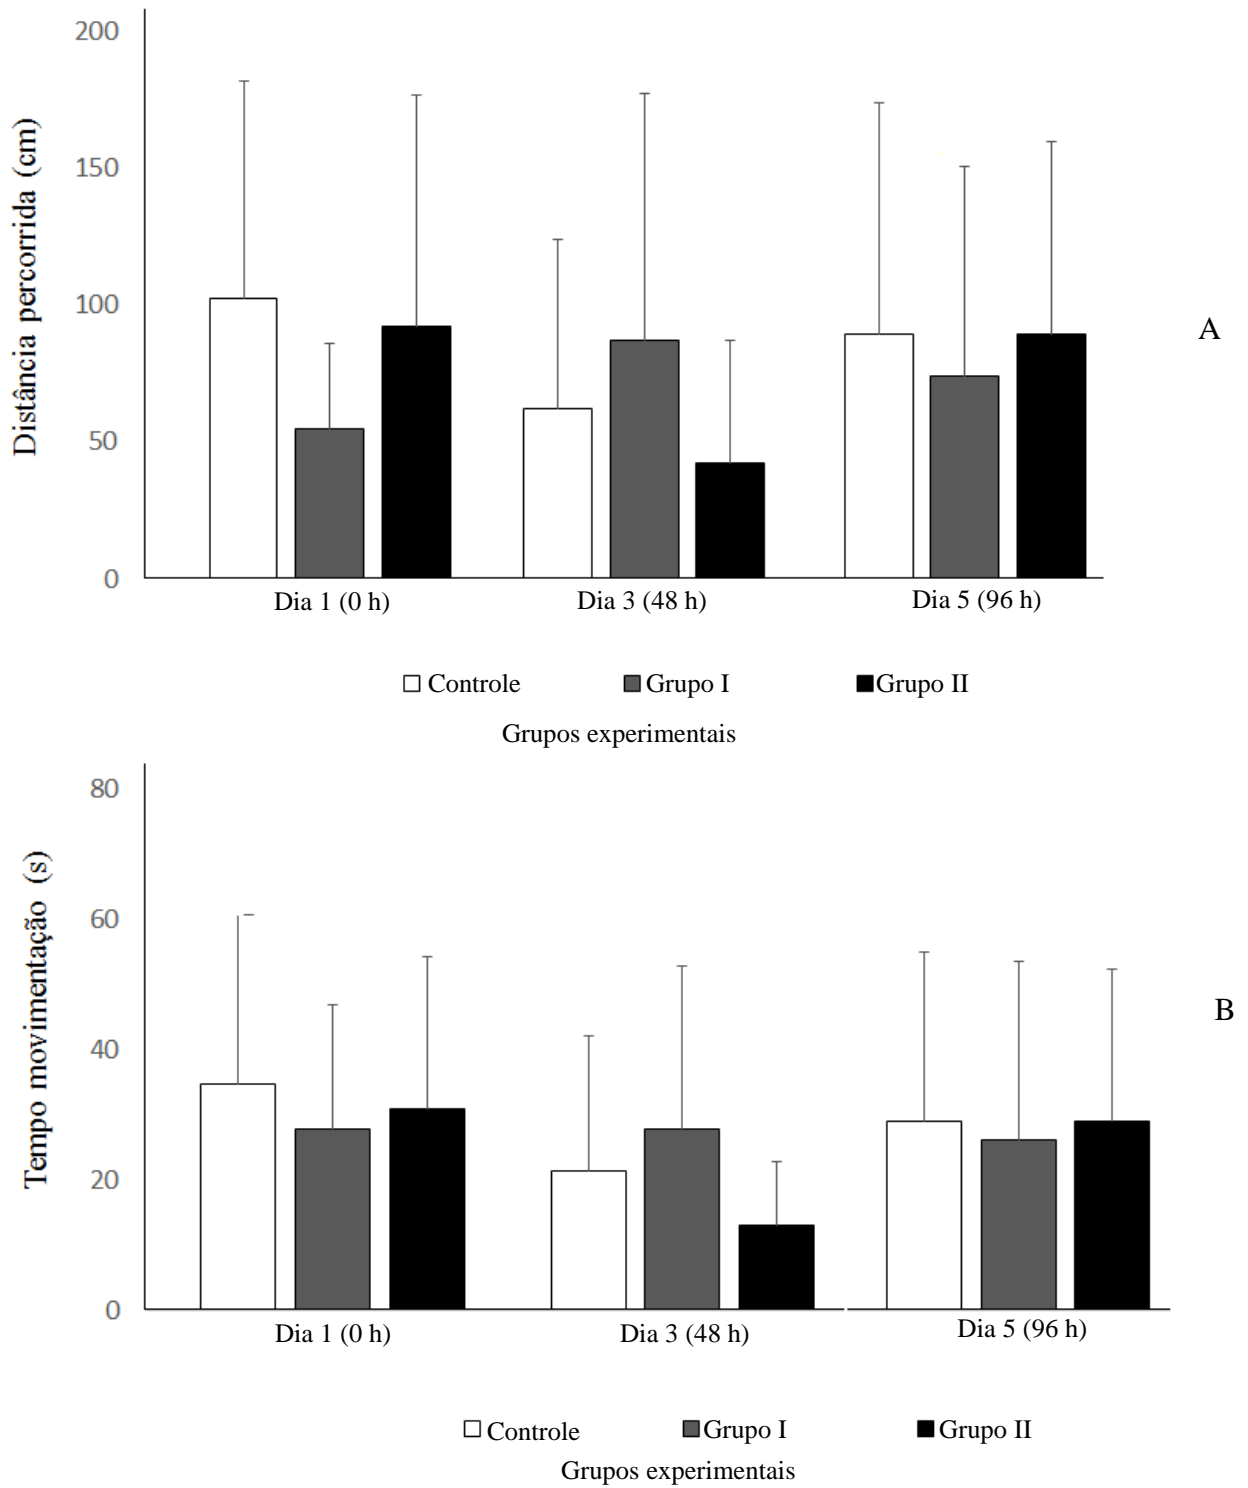 200
150
100
50
0
Distância percorrida (cm)
A
Dia 1 (0 h) Dia 3 (48 h) Dia 5 (96 h)
Controle Grupo I Grupo II
Grupos experimentais
80
60
40
20
0
Tempo movimentação (s)
B
Dia 1 (0 h) Dia 3 (48 h) Dia 5 (96 h)
Controle Grupo I Grupo II
Grupos experimentais